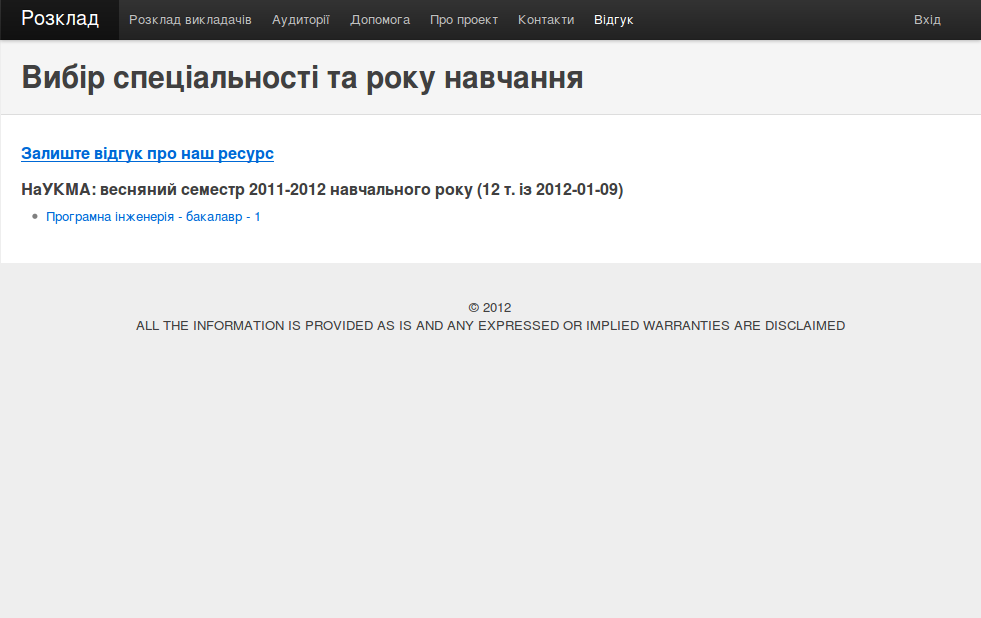 Розклад Розклад викладачів Аудиторії Допомога Про проект Контакти Відгук Вхід
Вибір спеціальності та року навчання
Залиште відгук про наш ресурс
НаУКМА: весняний семестр 2011-2012 навчального року (12 т. із 2012-01-09)
Програмна інженерія - бакалавр - 1
© 2012
ALL THE INFORMATION IS PROVIDED AS IS AND ANY EXPRESSED OR IMPLIED WARRANTIES ARE DISCLAIMED